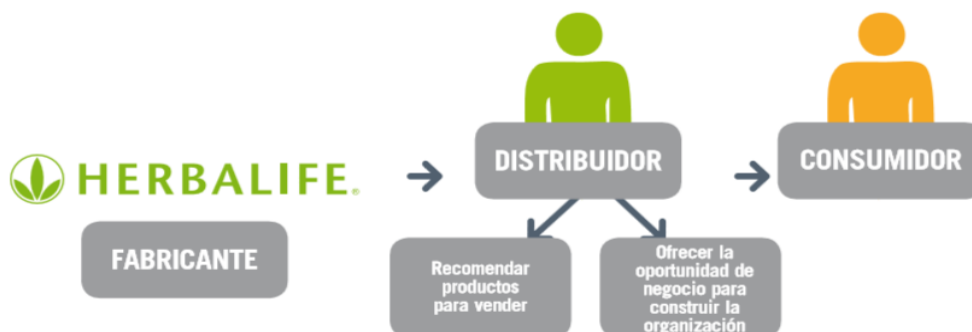 HERBALIFE.
FABRICANTE
DISTRIBUIDOR
CONSUMIDOR
Recomendar
productos
para vender
Ofrecer la
oportunidad de
negocio para
construir la
organización